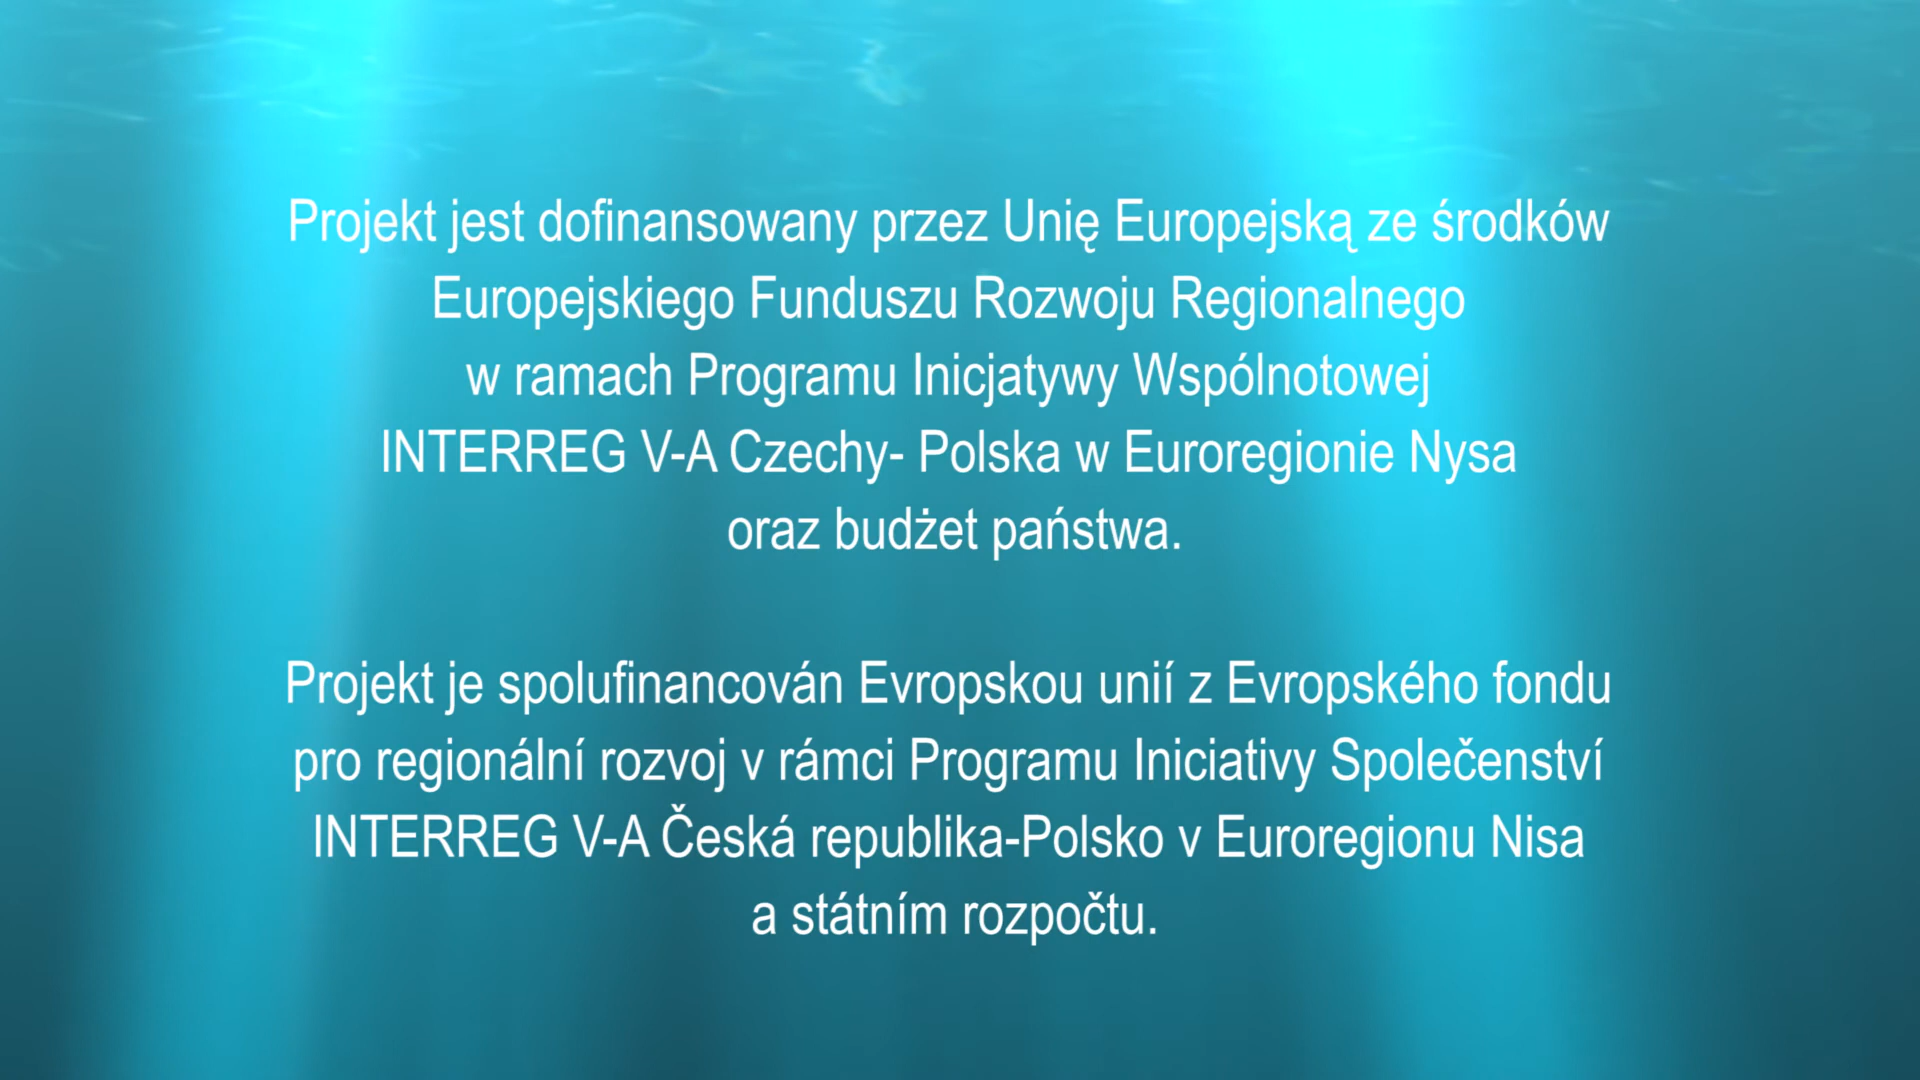 Projekt jest dofinansowany przez Unię Europejską ze środków
Europejskiego Funduszu Rozwoju Regionalnego
w ramach Programu Inicjatywy Wspólnotowej
INTERREG V-A Czechy- Polska w Euroregionie Nysa
oraz budżet państwa.
Projekt je spolufinancován Evropskou unií z Evropského fondu
pro regionální rozvoj v rámci Programu Iniciativy Společenství
INTERREG V-A Česká republika-Polsko v Euroregionu Nisa
a státním rozpočtu.